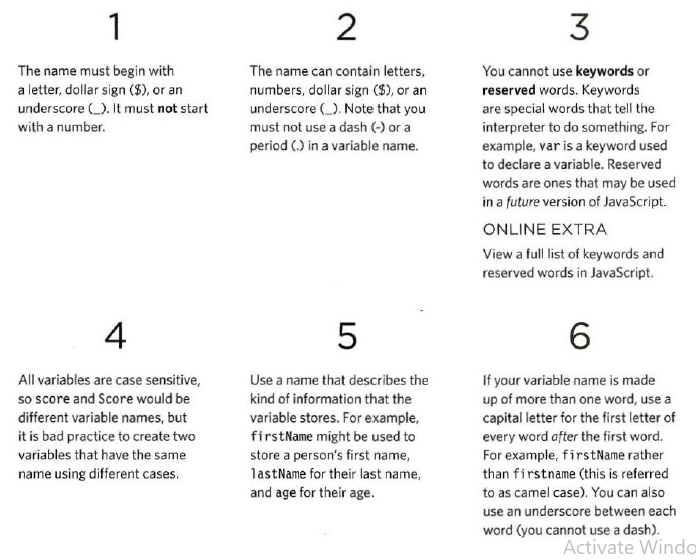 1
The name must begin with
a letter, dollar sign ($), or an
underscore (_). It must not start
with a number.
2
The name can contain letters,
numbers, dollar sign ($), or an
underscore (_). Note that you
must not use a dash (-) or a
period (.) in a variable name.
3
You cannot use keywords or
reserved words. Keywords
are special words that tell the
interpreter to do something. For
example, var is a keyword used
to declare a variable. Reserved
words are ones that may be used
in a future version of JavaScript.
ONLINE EXTRA
View a full list of keywords and
reserved words in JavaScript.
4
All variables are case sensitive,
so score and Score would be
different variable names, but
it is bad practice to create two
variables that have the same
name using different cases.
5
Use a name that describes the
kind of information that the
variable stores. For example,
firstName might be used to
store a person's first name,
lastName for their last name,
and age for their age.
6
If your variable name is made
up of more than one word, use a
capital letter for the first letter of
every word after the first word.
For example, firstName rather
than firstname (this is referred
to as camel case). You can also
use an underscore between each
word (you cannot use a dash).
Activate Windo